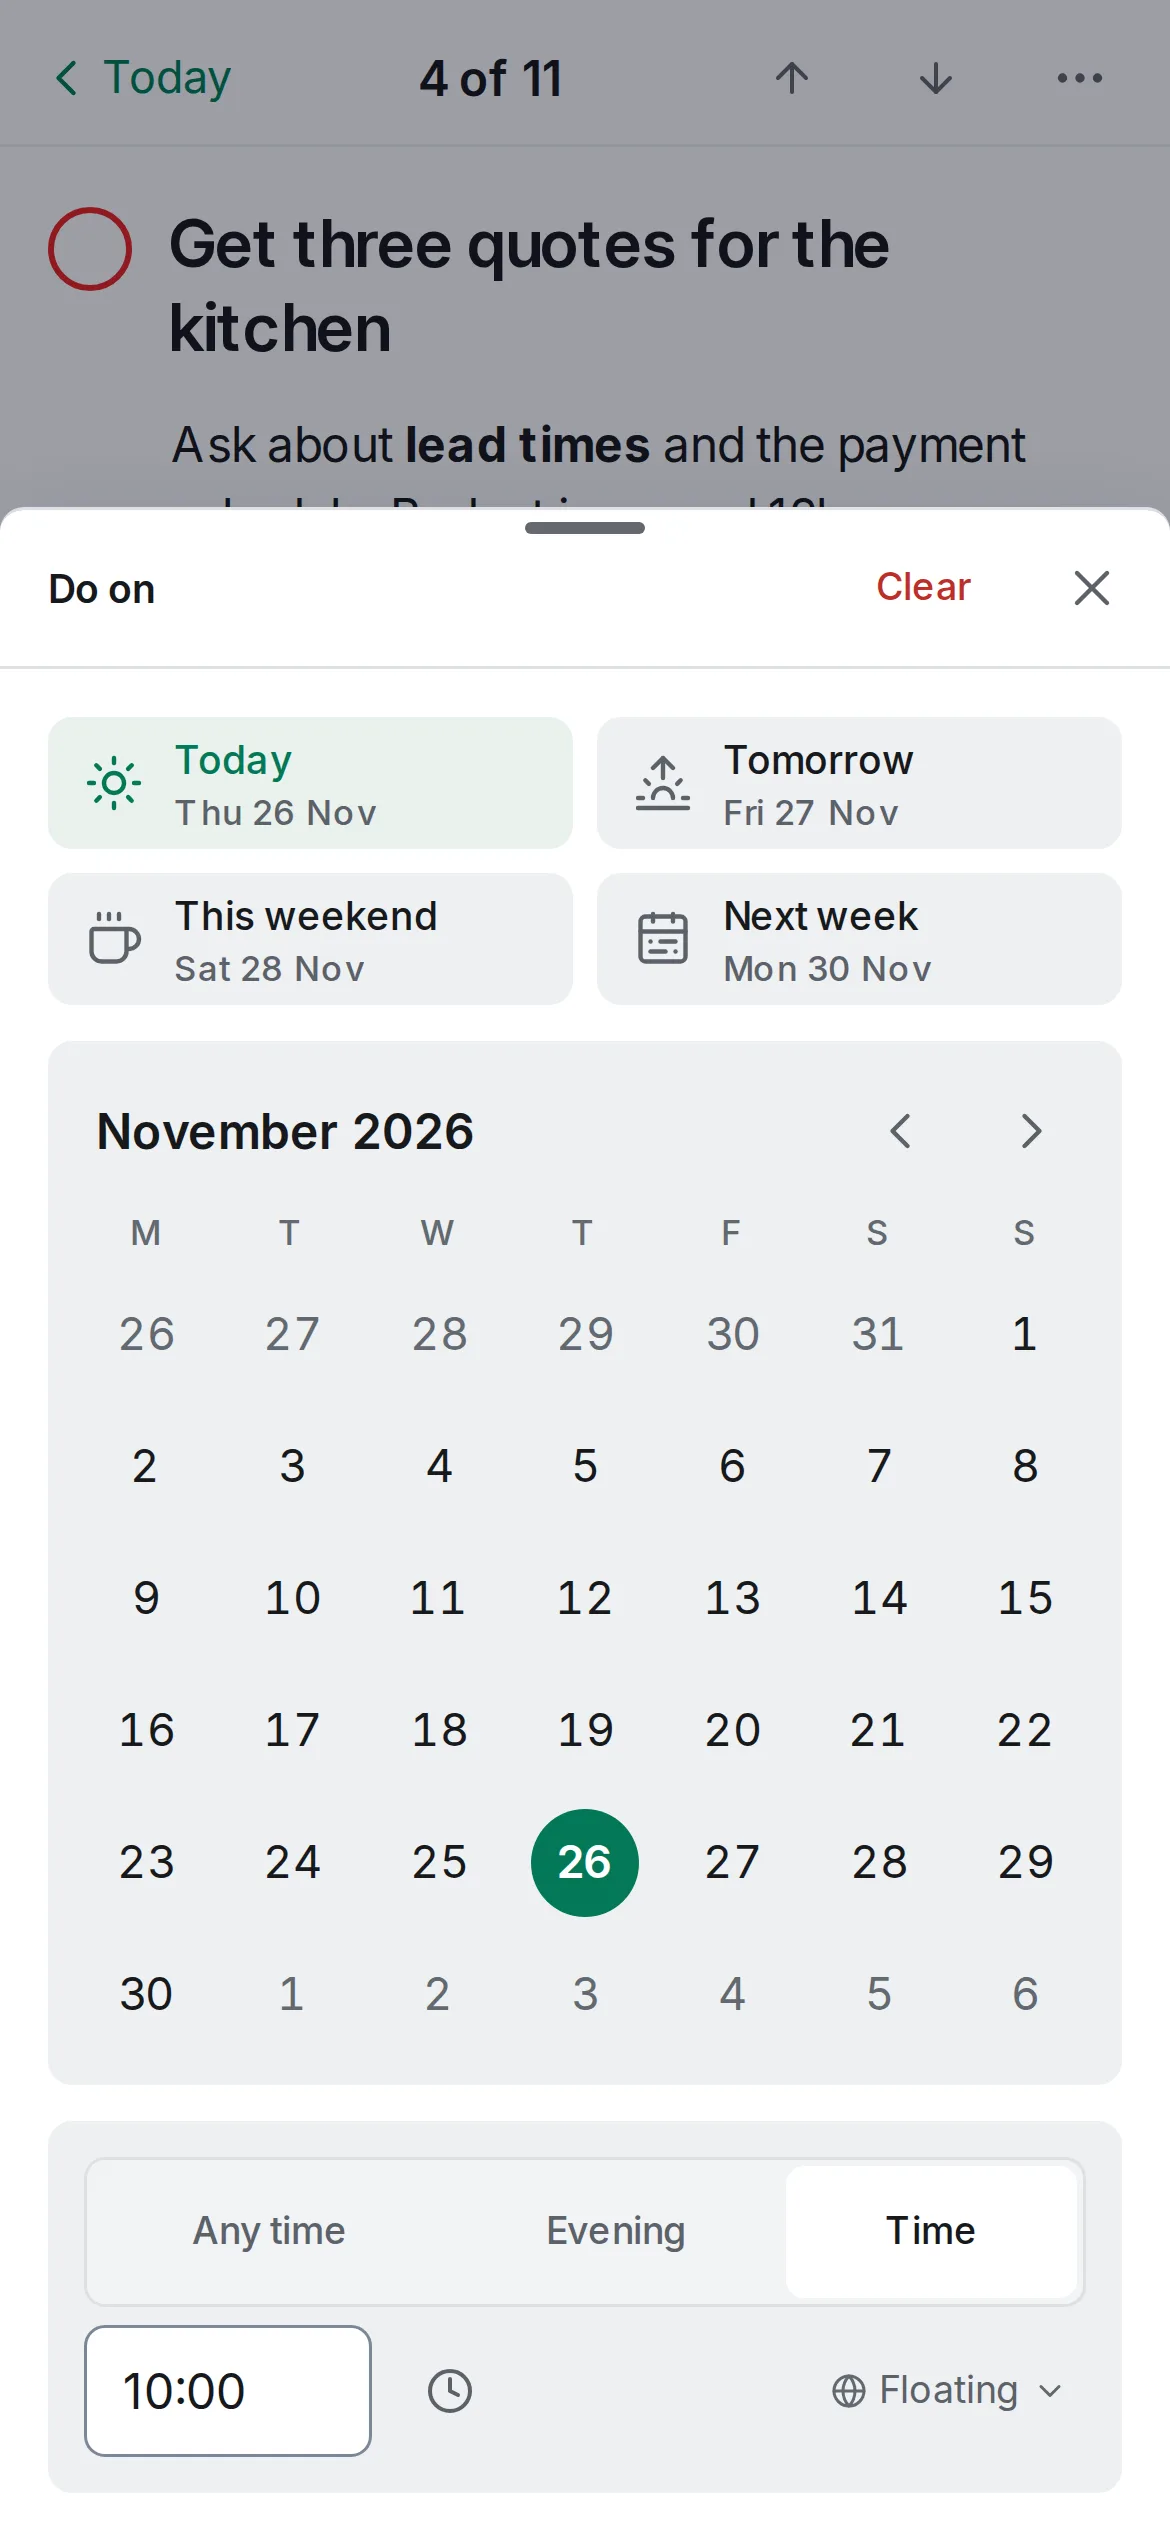 Today
4 of 11
Get three quotes for the
kitchen
Ask about lead times and the payment
Do on
Clear
Today
Thu 26 Nov
Tomorrow
Fri 27 Nov
This weekend
Sat 28 Nov
Next week
Mon 30 Nov
November 2026
M T W T F S S
26 27 28 29 30 31 1
2 3 4 5 6 7 8
9 10 11 12 13 14 15
16 17 18 19 20 21 22
23 24 25 26 27 28 29
30 1 2 3 4 5 6
Any time
Evening
Time
10:00
Floating